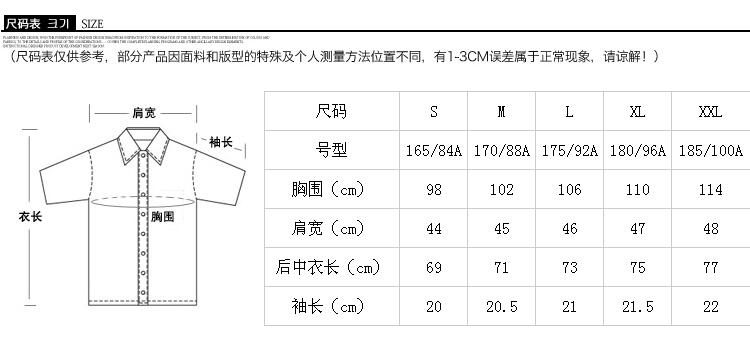 尺码表 크기 SIZE
（尺码表仅供参考，部分产品因面料和版型的特殊及个人测量方法位置不同，有1-3CM误差属于正常现象，请谅解！）
肩宽
袖长
衣长
胸围
尺码 S M L XL XXL
号型 165/84A 170/88A 175/92A 180/96A 185/100A
胸围（cm） 98 102 106 110 114
肩宽（cm） 44 45 46 47 48
后中衣长（cm） 69 71 73 75 77
袖长（cm） 20 20.5 21 21.5 22